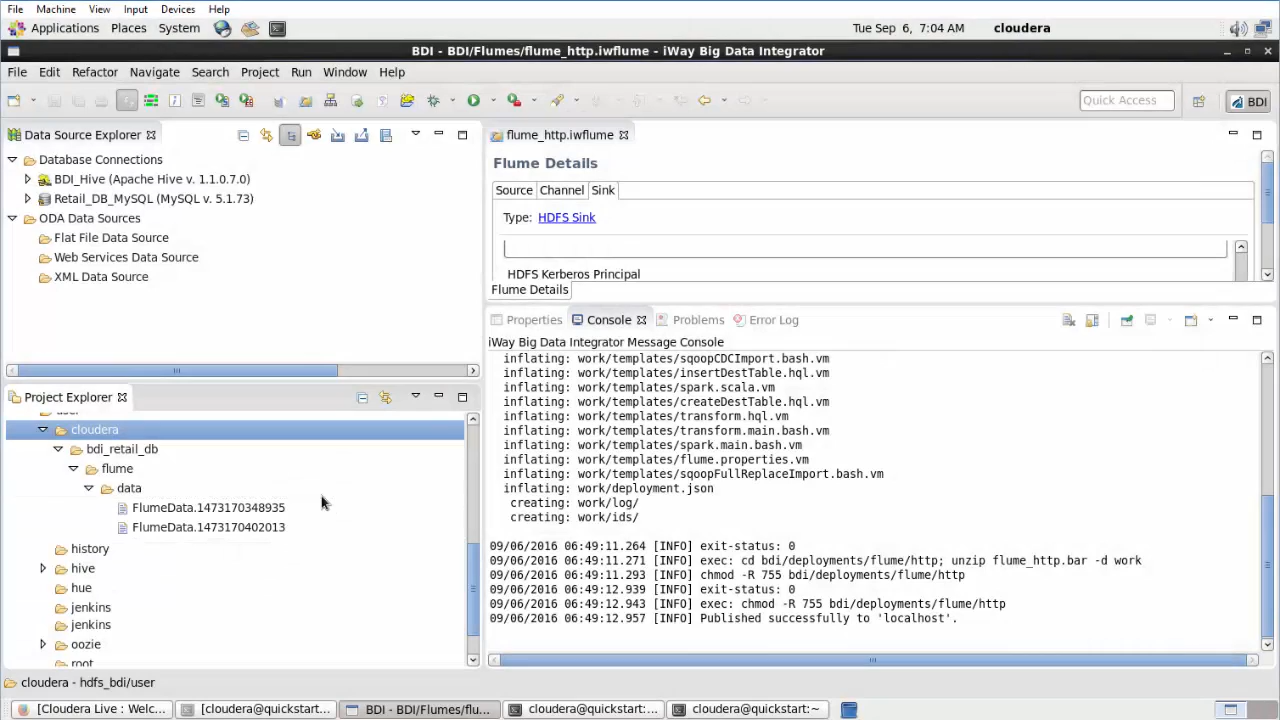 File Machine View Input Devices Help
Applications Places System Tue Sep 6, 7:04 AM cloudera
BDI - BDI/Flumes/flume_http.iwflume - iWay Big Data Integrator
File Edit Refactor Navigate Search Project Run Window Help
Quick Access BDI
Data Source Explorer
Database Connections
BDI_Hive (Apache Hive v. 1.1.0.7.0)
Retail_DB_MySQL (MySQL v. 5.1.73)
ODA Data Sources
Flat File Data Source
Web Services Data Source
XML Data Source
flume_http.iwflume
Flume Details
Source Channel Sink
Type: HDFS Sink
HDFS Kerberos Principal
Flume Details
Project Explorer
cloudera
bdi_retail_db
flume
data
FlumeData.1473170348935
FlumeData.1473170402013
history
hive
hue
jenkins
jenkins
oozie
root
Properties Console Problems Error Log
iWay Big Data Integrator Message Console
inflating: work/templates/sqoopCDCImport.bash.vm
inflating: work/templates/insertDestTable.hql.vm
inflating: work/templates/spark.scala.vm
inflating: work/templates/createDestTable.hql.vm
inflating: work/templates/transform.hql.vm
inflating: work/templates/transform.main.bash.vm
inflating: work/templates/spark.main.bash.vm
inflating: work/templates/flume.properties.vm
inflating: work/templates/sqoopFullReplaceImport.bash.vm
inflating: work/deployment.json
creating: work/log/
creating: work/ids/
09/06/2016 06:49:11.264 [INFO] exit-status: 0
09/06/2016 06:49:11.271 [INFO] exec: cd bdi/deployments/flume/http; unzip flume_http.bar -d work
09/06/2016 06:49:11.293 [INFO] chmod -R 755 bdi/deployments/flume/http
09/06/2016 06:49:12.939 [INFO] exit-status: 0
09/06/2016 06:49:12.943 [INFO] exec: chmod -R 755 bdi/deployments/flume/http
09/06/2016 06:49:12.957 [INFO] Published successfully to 'localhost'.
cloudera - hdfs_bdi/user
[Cloudera Live : Welc... [cloudera@quickstart... BDI - BDI/Flumes/flu... cloudera@quickstart:... cloudera@quickstart:~